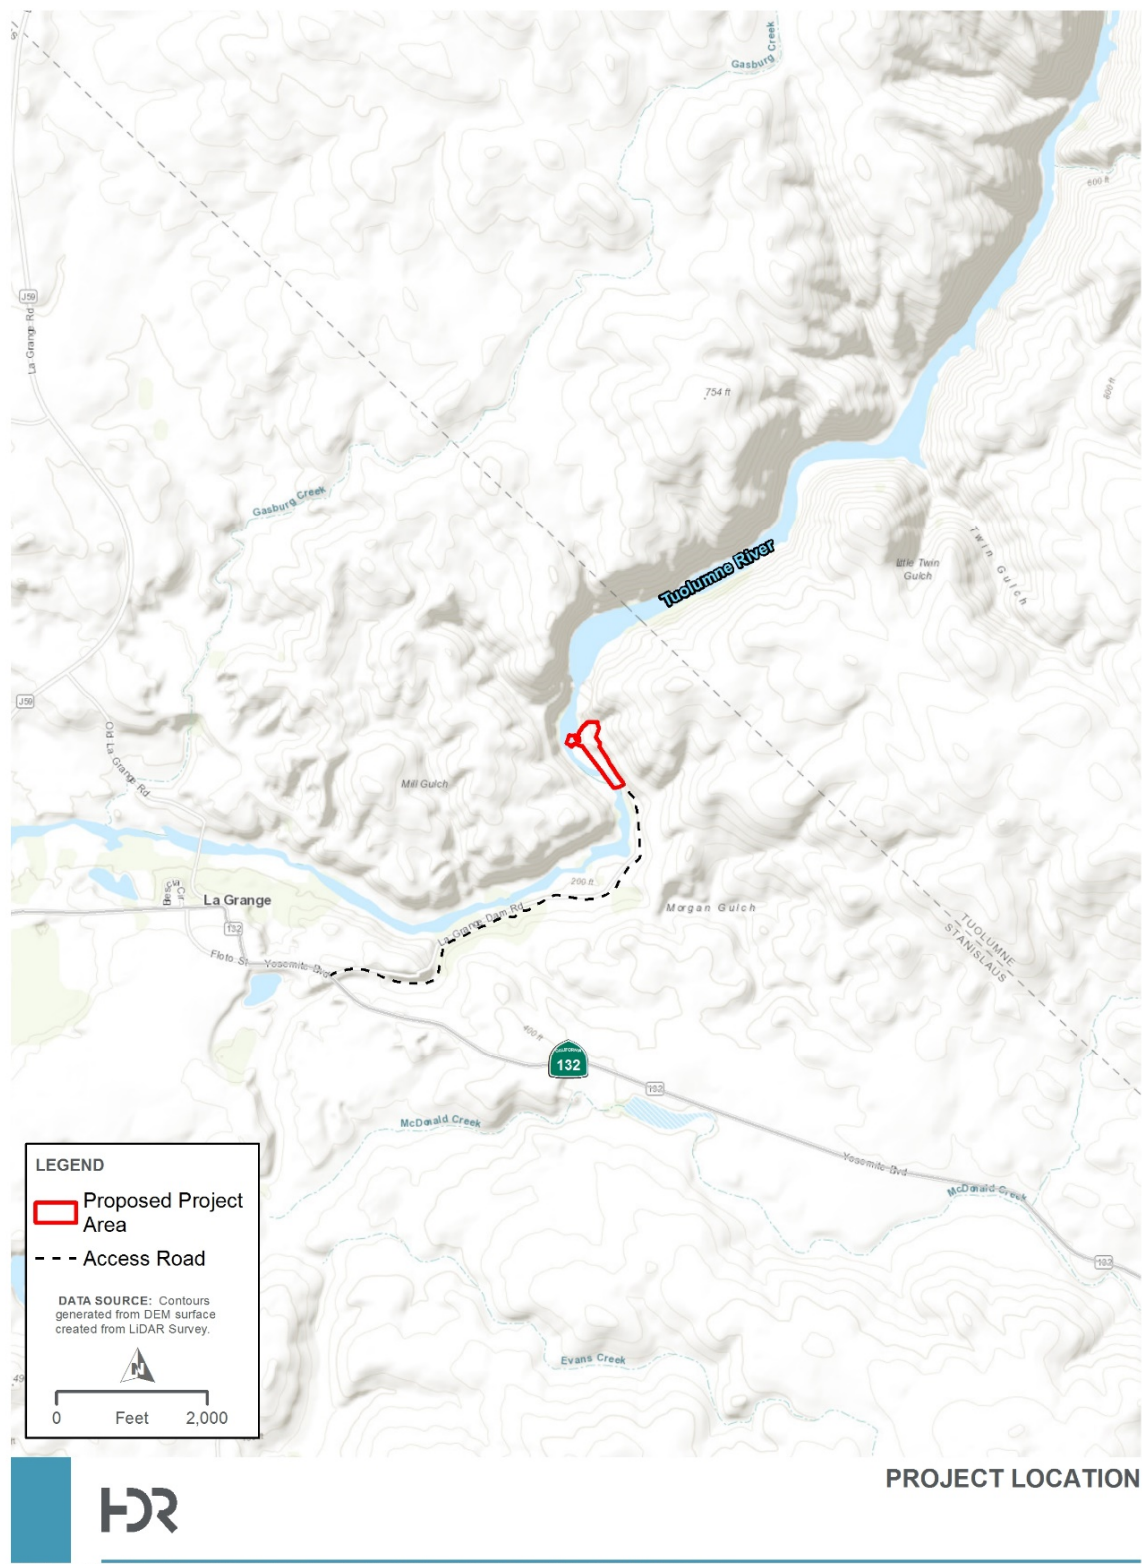 Gasburg Creek
600 ft
J59
La Grange Rd
800 ft
754 ft
Gasburg Creek
Tuolumne River
Twin Gulch
Little Twin
Gulch
J59
Old La Grange Rd
Mill Gulch
200 ft
La Grange
La Grange Dam Rd
Morgan Gulch
132
TUOLUMNE
STANISLAUS
Floto St
Yosemite Blvd
400 ft
CALIFORNIA
132
132
McDonald Creek
Yosemite Blvd
McDonald Creek
132
Evans Creek
LEGEND
Proposed Project
Area
Access Road
DATA SOURCE: Contours
generated from DEM surface
created from LiDAR Survey.
N
0 Feet 2,000
PROJECT LOCATION
HDR